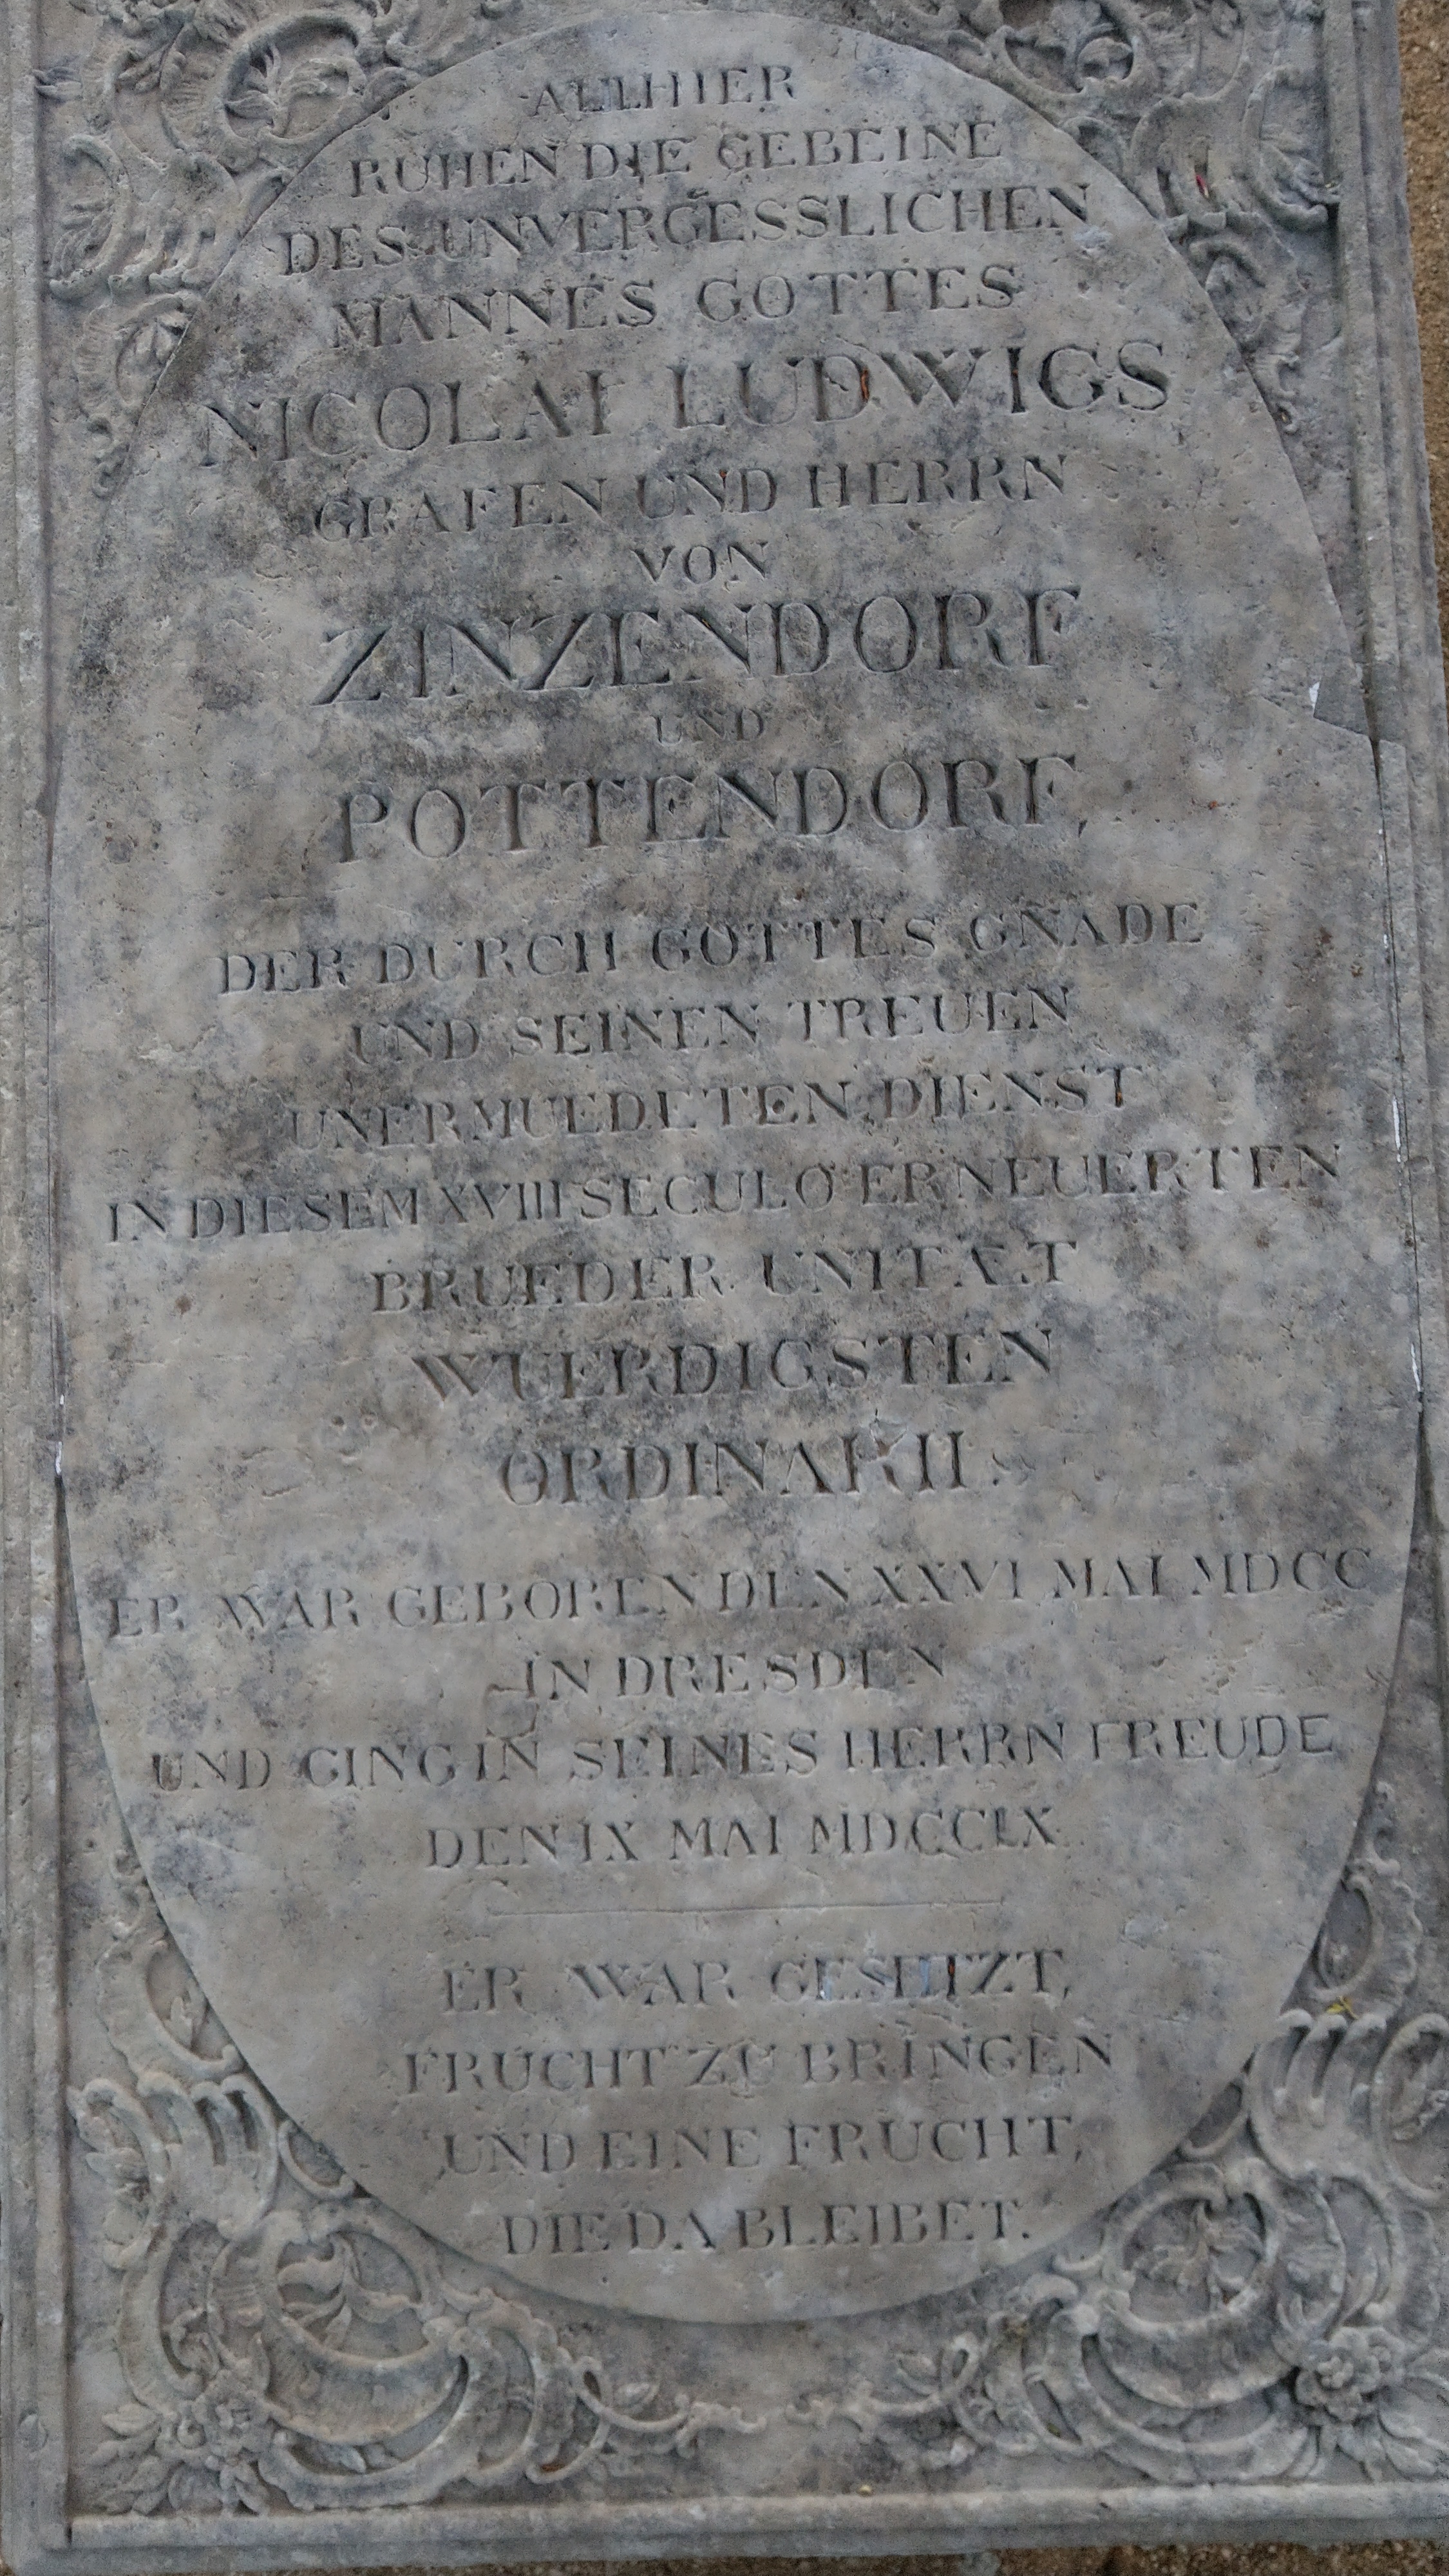 ALLHIER
RUHEN DIE GEBEINE
DES UNVERGESSLICHEN
MANNES GOTTES
NICOLAI LUDWIGS
GRAFEN UND HERRN
VON
ZINZENDORF
UND
POTTENDORF,
DER DURCH GOTTES GNADE
UND SEINEN TREUEN
UNERMUEDETEN DIENST
IN DIESEM XVIII SECULO ERNEUERTEN
BRUEDER UNITÆT
WUERDIGSTEN
ORDINARII.
ER WAR GEBOREN DEN XXVI MAI MDCC
IN DRESDEN
UND GING IN SEINES HERRN FREUDE
DEN IX MAI MDCCLX
ER WAR GESETZT,
FRUCHT ZU BRINGEN
UND EINE FRUCHT,
DIE DA BLEIBET.